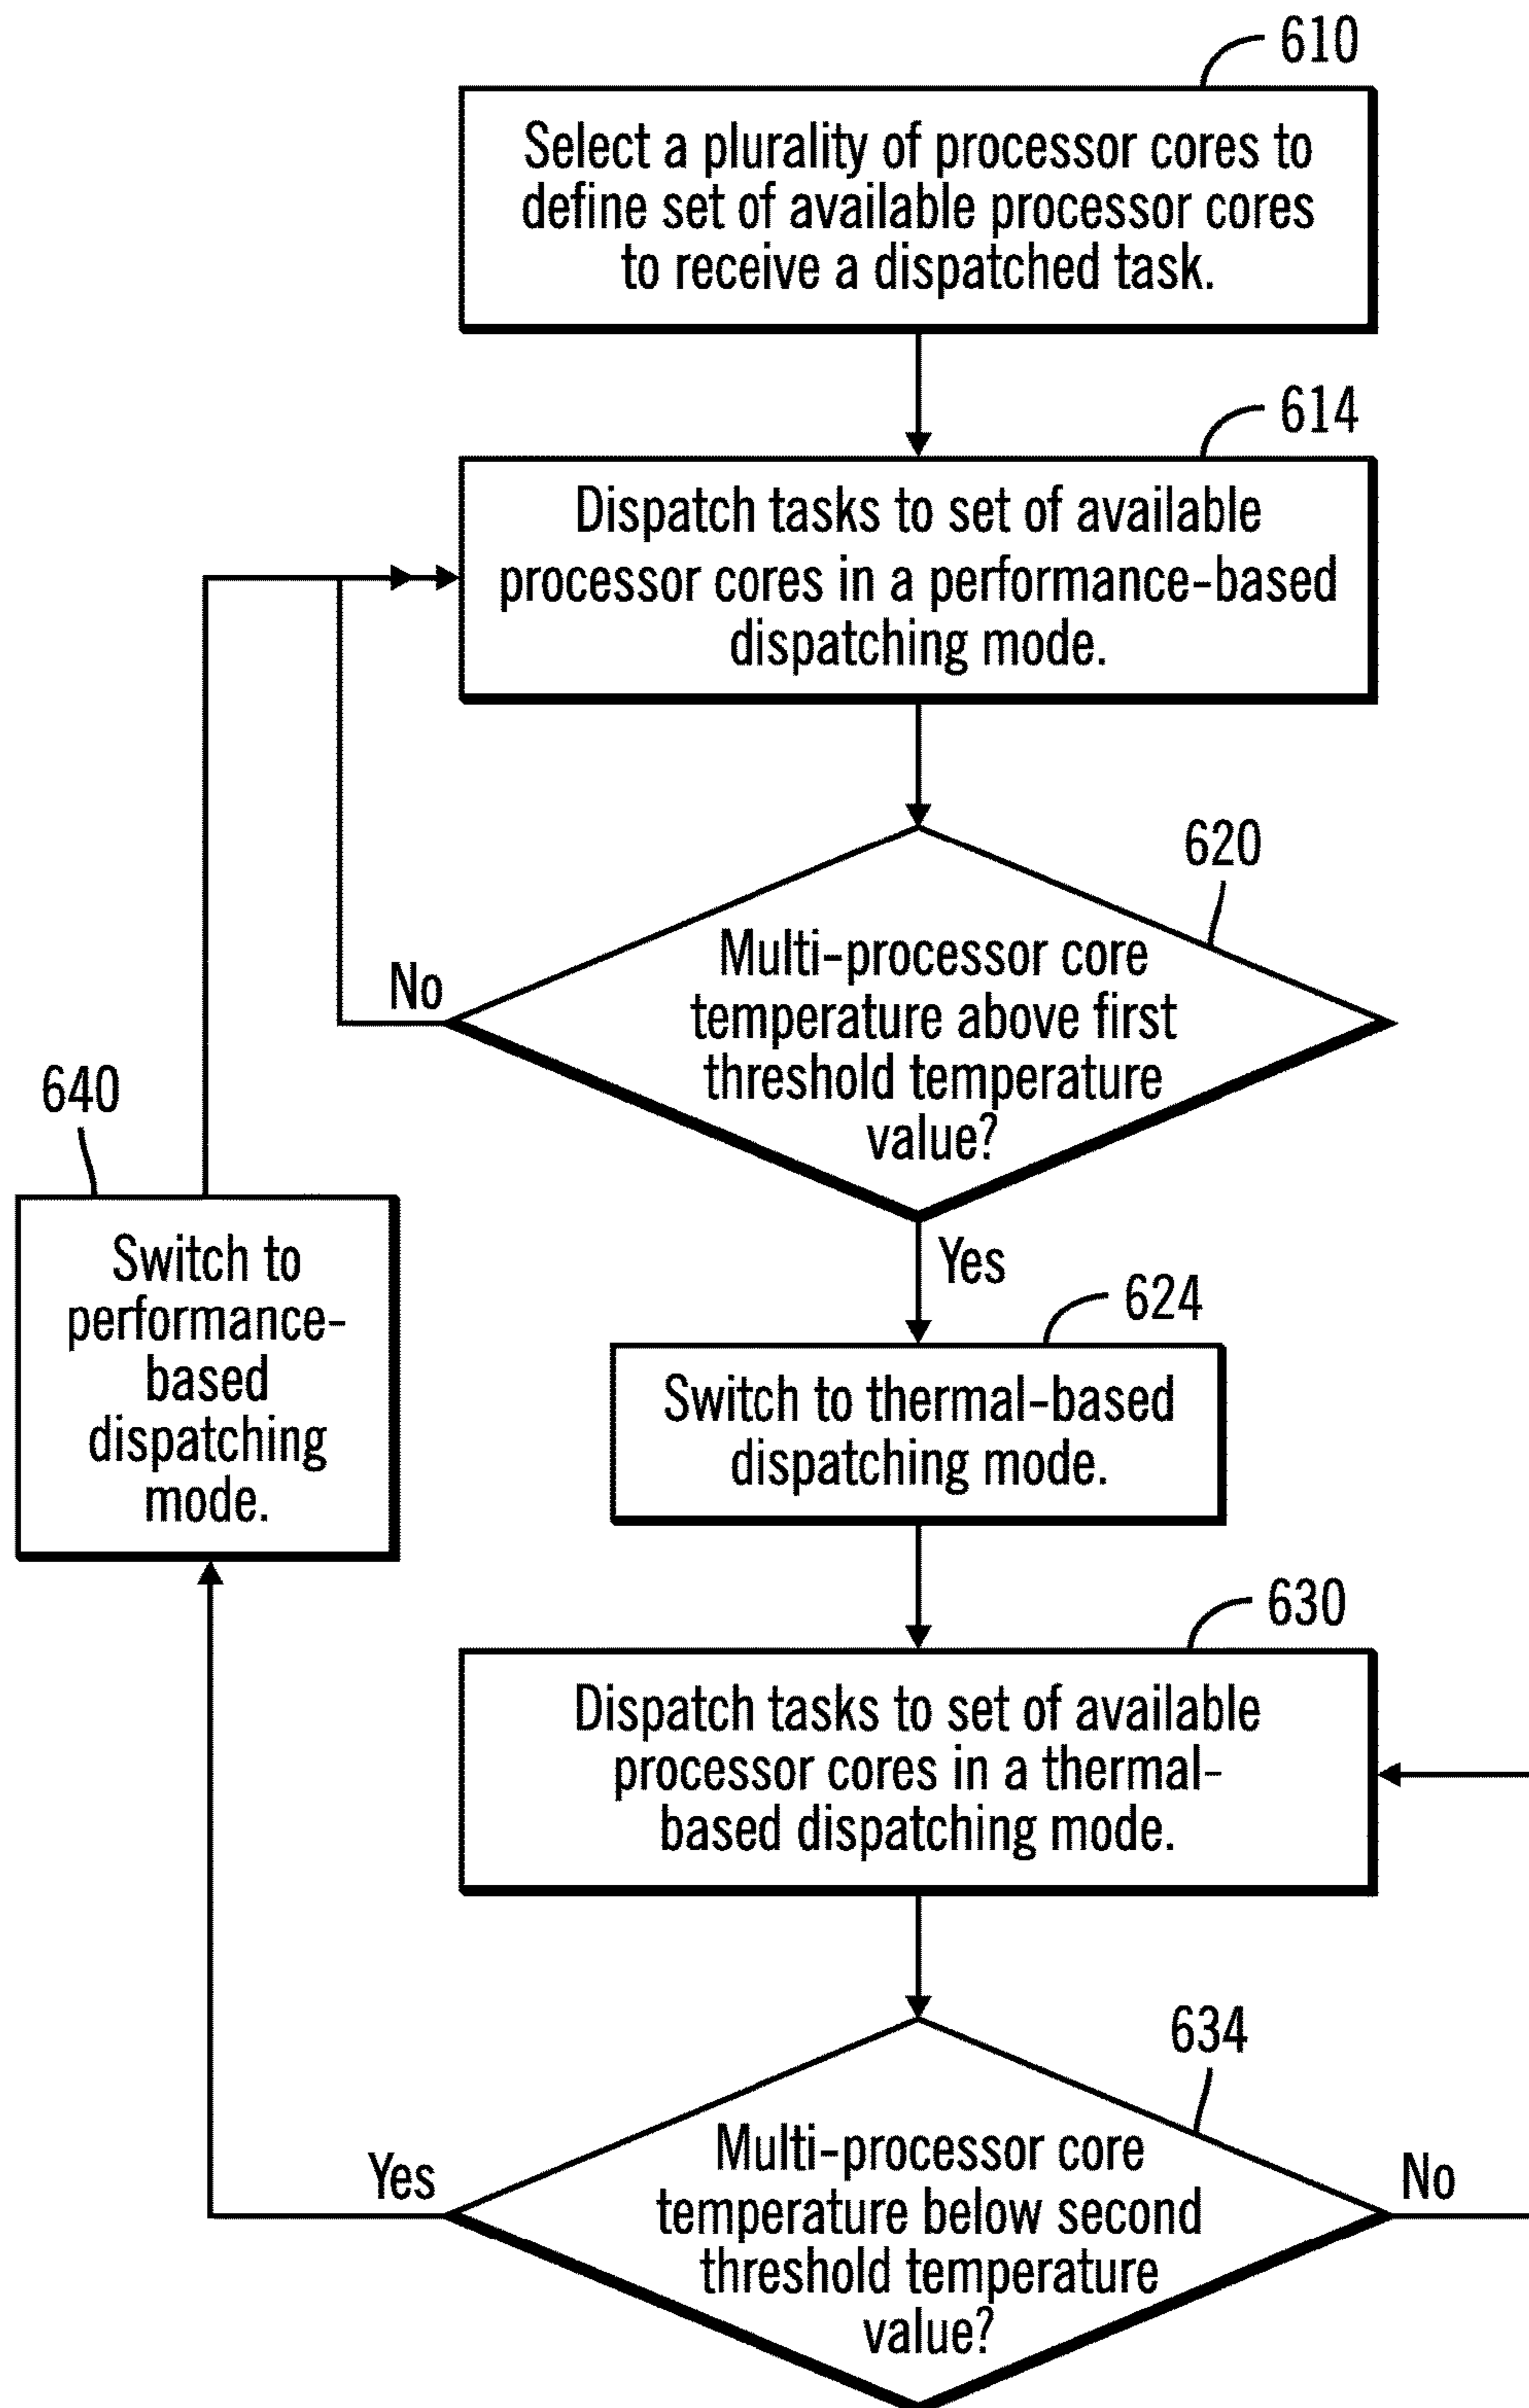 610
Select a plurality of processor cores to
define set of available processor cores
to receive a dispatched task.
614
Dispatch tasks to set of available
processor cores in a performance-based
dispatching mode.
620
Multi-processor core
temperature above first
threshold temperature
value?
No
Yes
640
Switch to
performance-
based
dispatching
mode.
624
Switch to thermal-based
dispatching mode.
630
Dispatch tasks to set of available
processor cores in a thermal-
based dispatching mode.
634
Multi-processor core
temperature below second
threshold temperature
value?
Yes
No